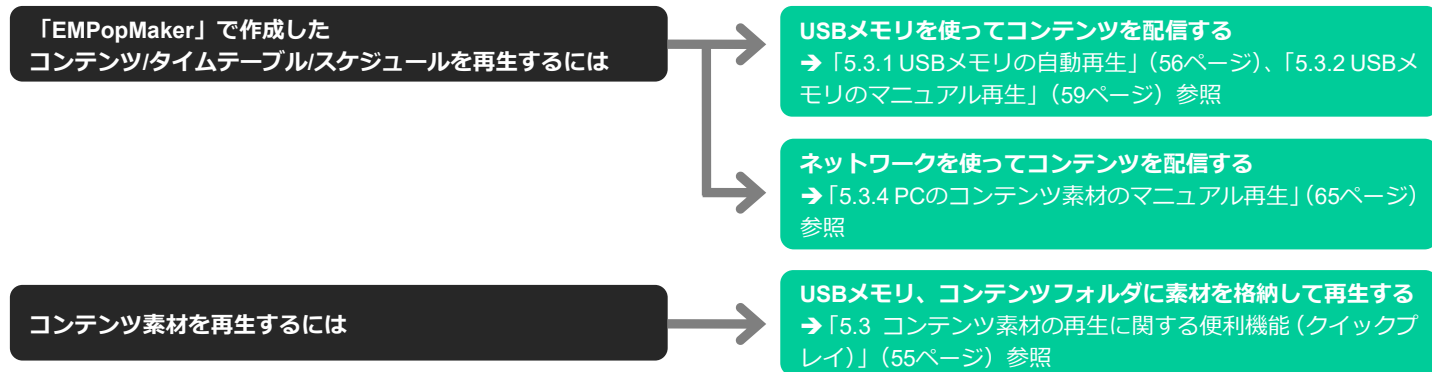 「EMPopMaker」で作成した
コンテンツ/タイムテーブル/スケジュールを再生するには
USBメモリを使ってコンテンツを配信する
➔「5.3.1 USBメモリの自動再生」（56ページ）、「5.3.2 USBメ
モリのマニュアル再生」（59ページ）参照
ネットワークを使ってコンテンツを配信する
➔「5.3.4 PCのコンテンツ素材のマニュアル再生」（65ページ）
参照
コンテンツ素材を再生するには
USBメモリ、コンテンツフォルダに素材を格納して再生する
➔「5.3 コンテンツ素材の再生に関する便利機能（クイックプ
レイ）」（55ページ）参照